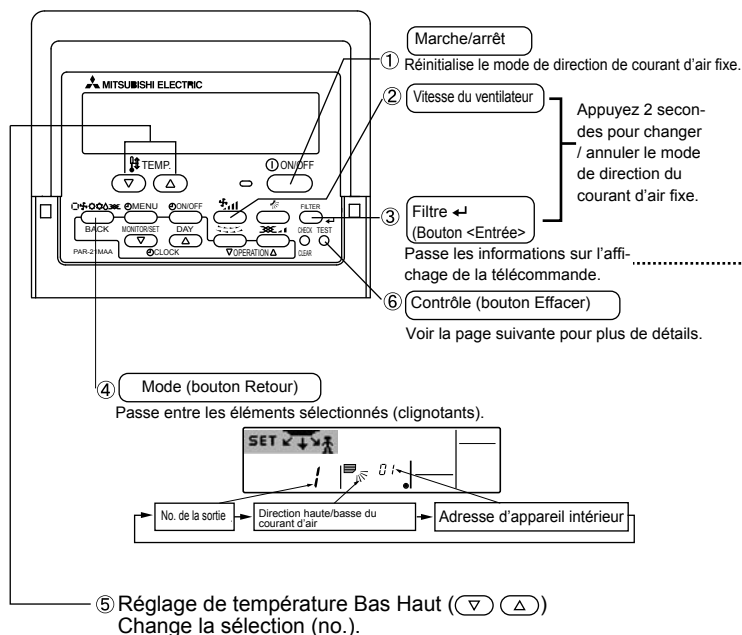 Marche/arrêt
① Réinitialise le mode de direction de courant d'air fixe.
MITSUBISHI ELECTRIC
② Vitesse du ventilateur
Appuyez 2 secon-
des pour changer
/ annuler le mode
de direction du
courant d'air fixe.
TEMP.
ON/OFF
MENU
ON/OFF
FILTER
BACK
MONITOR/SET
DAY
CHECK
TEST
PAR-21MAA
CLOCK
▽OPERATION△
CLEAR
③ Filtre ↵
(Bouton <Entrée>
Passe les informations sur l'affi-
chage de la télécommande.
⑥ Contrôle (bouton Effacer)
Voir la page suivante pour plus de détails.
④ Mode (bouton Retour)
Passe entre les éléments sélectionnés (clignotants).
SET
1
01
No. de la sortie
Direction haute/basse du
courant d'air
Adresse d'appareil intérieur
⑤ Réglage de température Bas Haut (▽ △)
Change la sélection (no.).